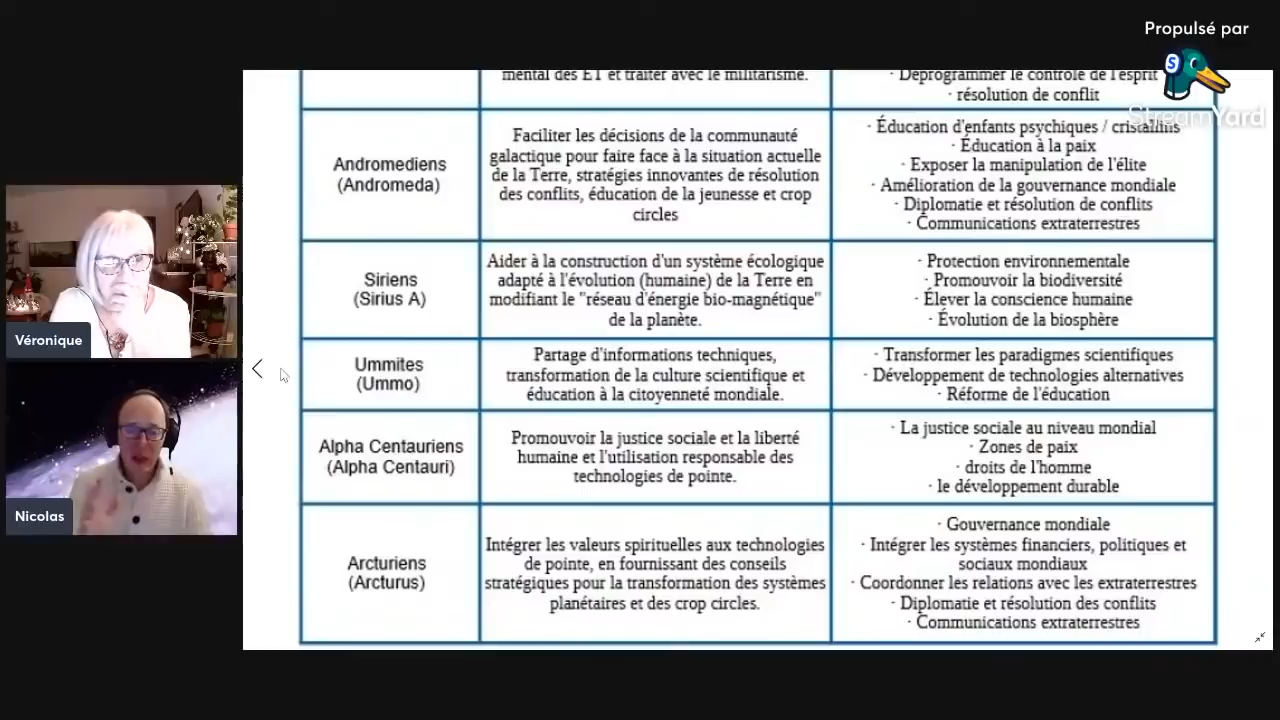 Propulsé par
S
StreamYard
mental des ET et traiter avec le militarisme.
· Déprogrammer le contrôle de l'esprit
· résolution de conflit
Andromediens
(Andromeda)
Faciliter les décisions de la communauté
galactique pour faire face à la situation actuelle
de la Terre, stratégies innovantes de résolution
des conflits, éducation de la jeunesse et crop
circles
· Éducation d'enfants psychiques / cristallins
· Éducation à la paix
· Exposer la manipulation de l'élite
· Amélioration de la gouvernance mondiale
· Diplomatie et résolution de conflits
· Communications extraterrestres
Siriens
(Sirius A)
Aider à la construction d'un système écologique
adapté à l'évolution (humaine) de la Terre en
modifiant le "réseau d'énergie bio-magnétique"
de la planète.
· Protection environnementale
· Promouvoir la biodiversité
· Élever la conscience humaine
· Évolution de la biosphère
Ummites
(Ummo)
Partage d'informations techniques,
transformation de la culture scientifique et
éducation à la citoyenneté mondiale.
· Transformer les paradigmes scientifiques
· Développement de technologies alternatives
· Réforme de l'éducation
Alpha Centauriens
(Alpha Centauri)
Promouvoir la justice sociale et la liberté
humaine et l'utilisation responsable des
technologies de pointe.
· La justice sociale au niveau mondial
· Zones de paix
· droits de l'homme
· le développement durable
Arcturiens
(Arcturus)
Intégrer les valeurs spirituelles aux technologies
de pointe, en fournissant des conseils
stratégiques pour la transformation des systèmes
planétaires et des crop circles.
· Gouvernance mondiale
· Intégrer les systèmes financiers, politiques et
sociaux mondiaux
· Coordonner les relations avec les extraterrestres
· Diplomatie et résolution des conflits
· Communications extraterrestres
Véronique
Nicolas